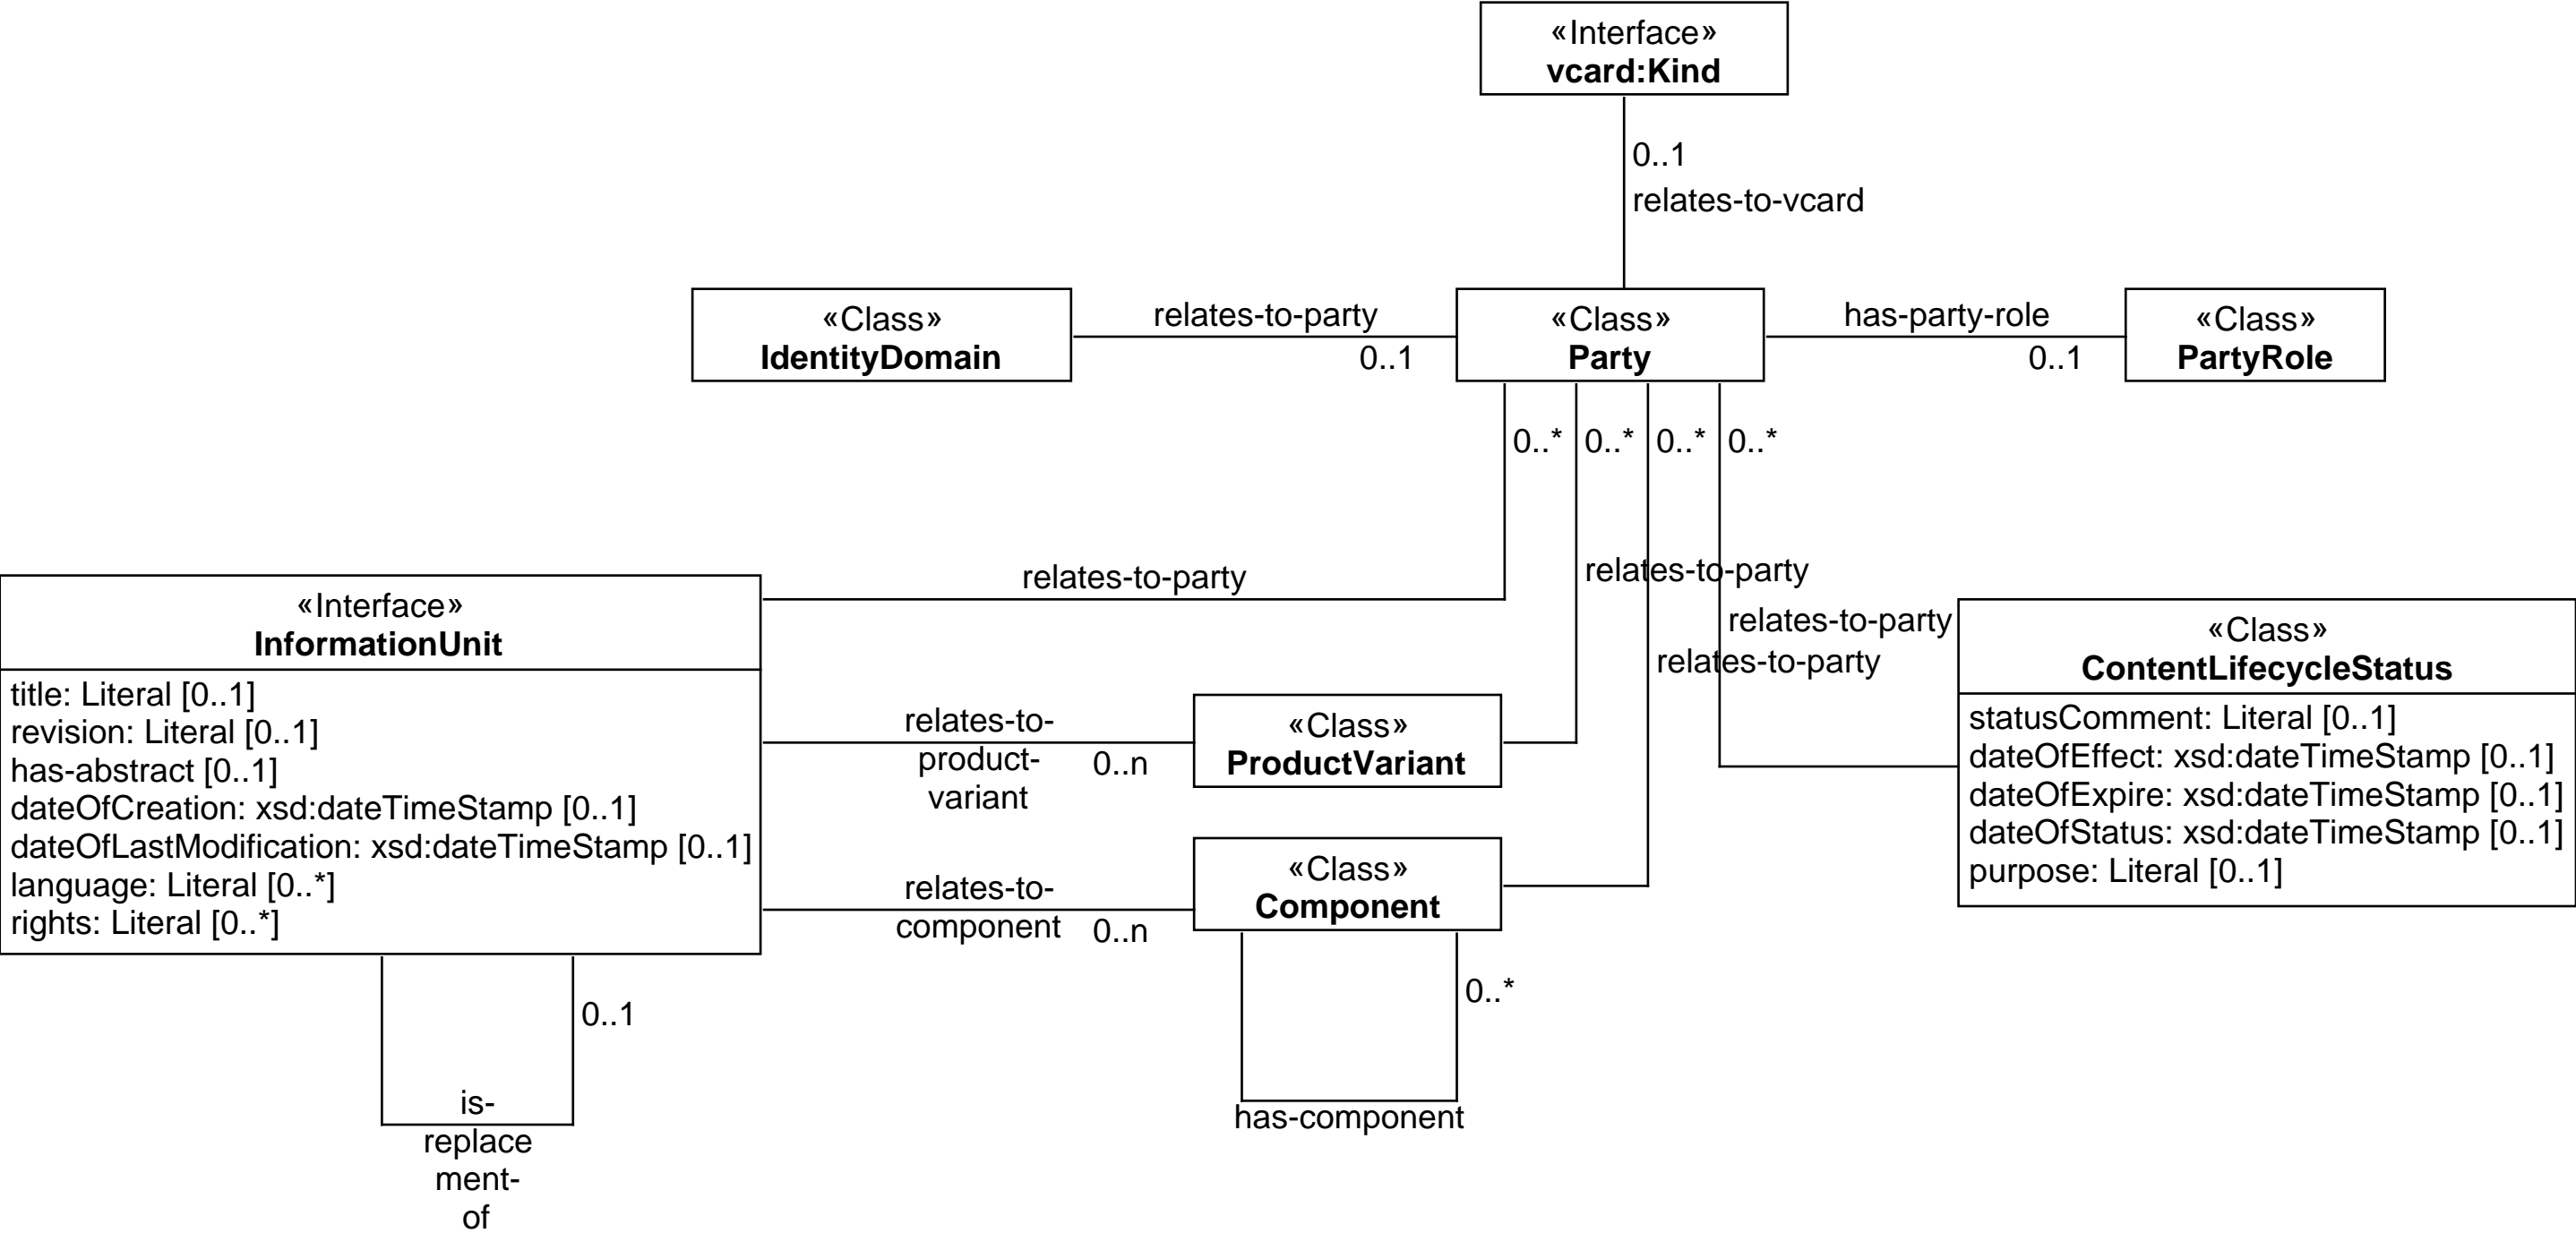 «Interface»
vcard:Kind
0..1
relates-to-vcard
«Class»
IdentityDomain
relates-to-party
0..1
«Class»
Party
has-party-role
0..1
«Class»
PartyRole
0..*
0..*
0..*
0..*
relates-to-party
relates-to-party
relates-to-party
relates-to-party
«Interface»
InformationUnit
title: Literal [0..1]
revision: Literal [0..1]
has-abstract [0..1]
dateOfCreation: xsd:dateTimeStamp [0..1]
dateOfLastModification: xsd:dateTimeStamp [0..1]
language: Literal [0..*]
rights: Literal [0..*]
relates-to-
product-
variant
0..n
«Class»
ProductVariant
relates-to-
component
0..n
«Class»
Component
«Class»
ContentLifecycleStatus
statusComment: Literal [0..1]
dateOfEffect: xsd:dateTimeStamp [0..1]
dateOfExpire: xsd:dateTimeStamp [0..1]
dateOfStatus: xsd:dateTimeStamp [0..1]
purpose: Literal [0..1]
0..1
is-
replace
ment-
of
0..*
has-component